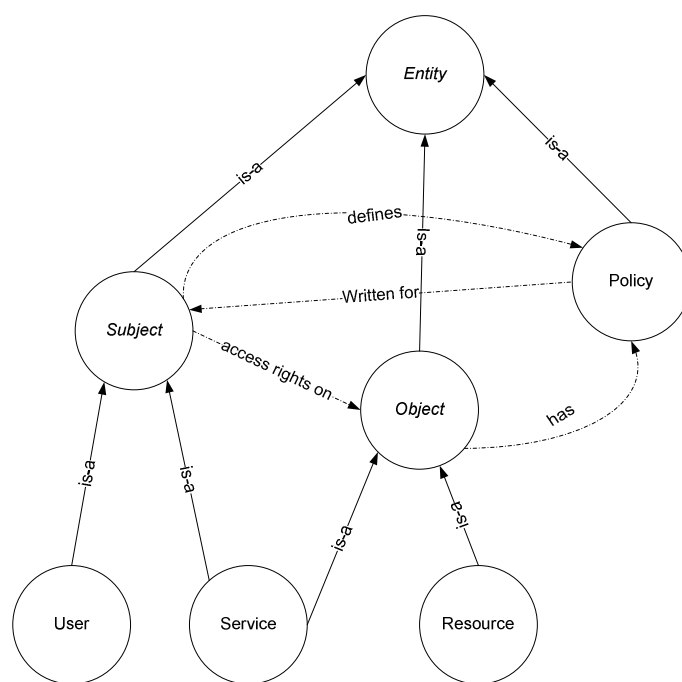 Entity
is-a
is-a
defines
is-a
Policy
Written for
Subject
access rights on
Object
has
is-a
is-a
is-a
is-a
User
Service
Resource